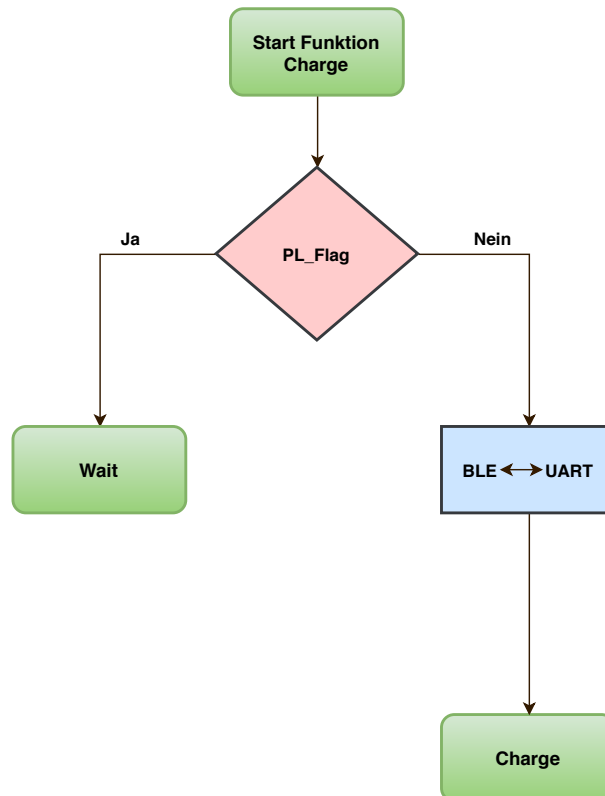 Start Funktion
Charge
Ja
Nein
PL_Flag
Wait
BLE UART
Charge